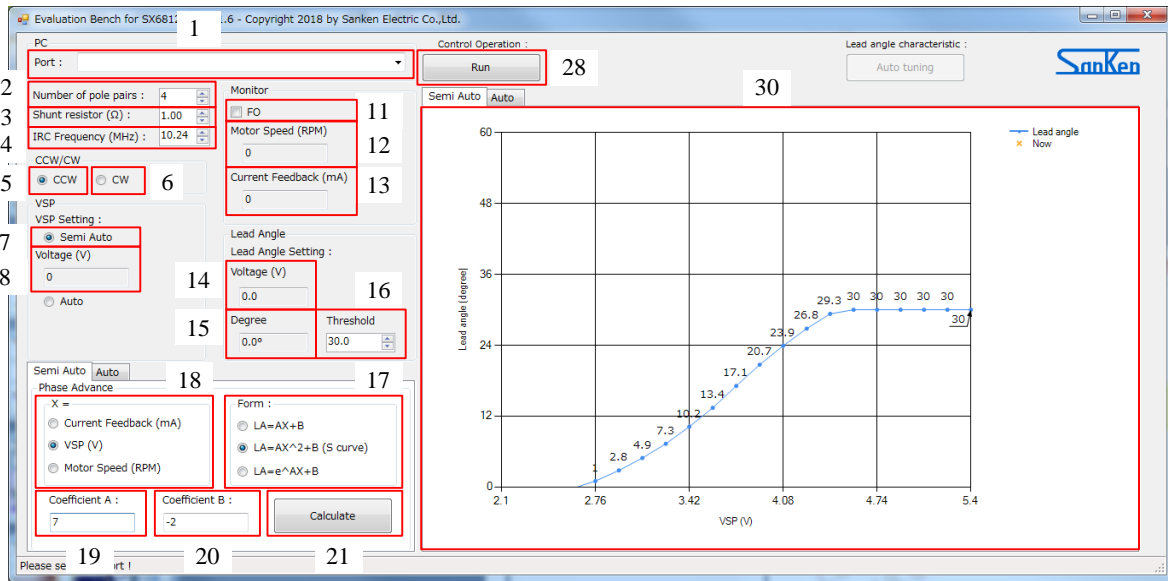 Evaluation Bench for SX6812 .6 - Copyright 2018 by Sanken Electric Co.,Ltd.
1
PC
Port :
Control Operation :
Run
28
Lead angle characteristic :
Auto tuning
SanKen
30
2
Number of pole pairs : 4
3
Shunt resistor (Ω) : 1.00
4
IRC Frequency (MHz) : 10.24
CCW/CW
5
CCW
CW
6
VSP
VSP Setting :
7
Semi Auto
8
Voltage (V)
0
Auto
Monitor
FO
11
Motor Speed (RPM)
0
12
Current Feedback (mA)
0
13
Lead Angle
Lead Angle Setting :
14
Voltage (V)
0.0
15
Degree
0.0º
16
Threshold
30.0
Semi Auto Auto
Phase Advance
18
X =
Current Feedback (mA)
VSP (V)
Motor Speed (RPM)
17
Form :
LA=AX+B
LA=AX^2+B (S curve)
LA=e^AX+B
Coefficient A :
7
Coefficient B :
-2
Calculate
19
20
21
Semi Auto Auto
Lead angle
Now
Lead angle (degree)
60
48
36
24
12
0
1
2.8
4.9
7.3
10.2
13.4
17.1
20.7
23.9
26.8
29.3
30
30
30
30
30
30
2.1 2.76 3.42 4.08 4.74 5.4
VSP (V)
Please se rt !